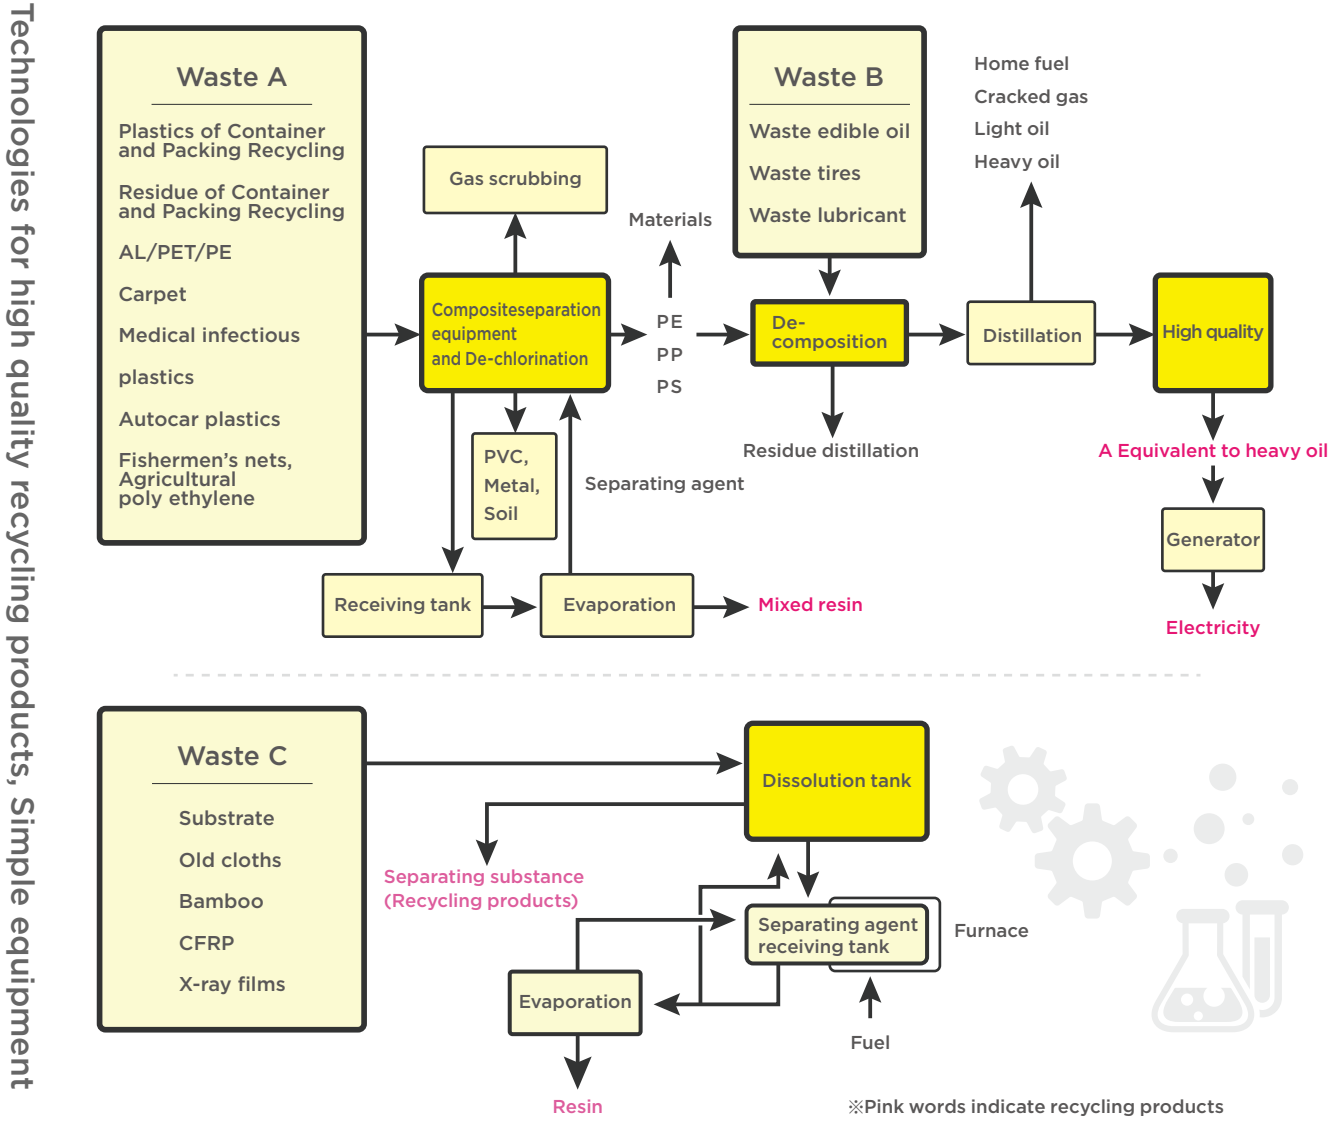 Technologies for high quality recycling products, Simple equipment
Waste A
Plastics of Container
and Packing Recycling
Residue of Container
and Packing Recycling
AL/PET/PE
Carpet
Medical infectious
plastics
Autocar plastics
Fishermen's nets,
Agricultural
poly ethylene
Gas scrubbing
Compositeseparation
equipment
and De-chlorination
PVC,
Metal,
Soil
Separating agent
Receiving tank
Evaporation
Mixed resin
Materials
PE
PP
PS
Waste B
Waste edible oil
Waste tires
Waste lubricant
De-
composition
Residue distillation
Distillation
Home fuel
Cracked gas
Light oil
Heavy oil
High quality
A Equivalent to heavy oil
Generator
Electricity
Waste C
Substrate
Old cloths
Bamboo
CFRP
X-ray films
Dissolution tank
Separating substance
(Recycling products)
Separating agent
receiving tank
Furnace
Fuel
Evaporation
Resin
※Pink words indicate recycling products